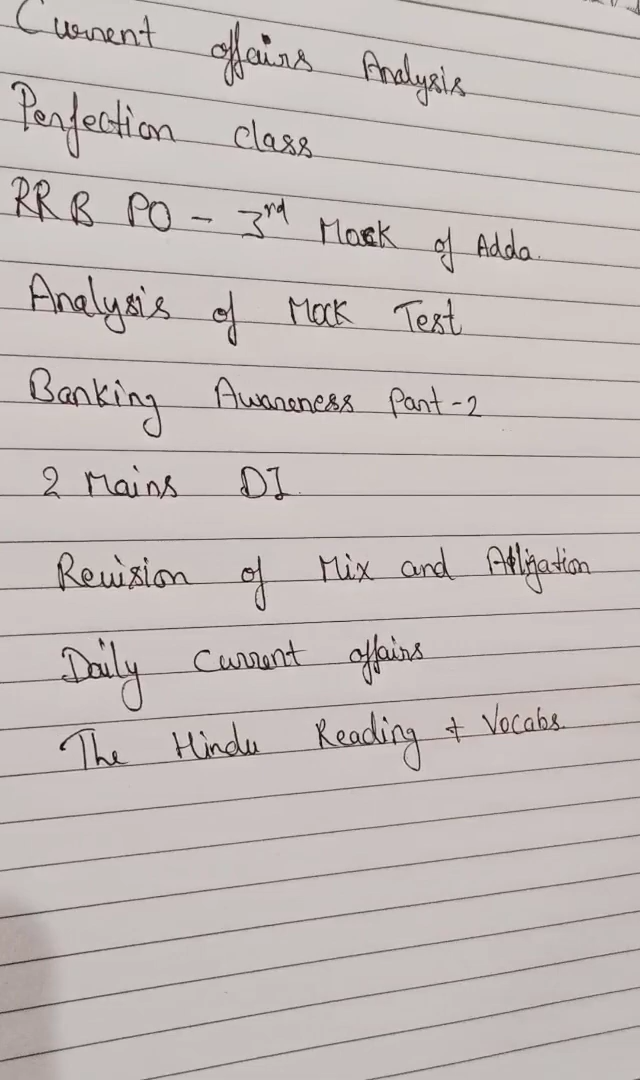 Current affairs Analysis
Perfection class
RRB PO - 3rd Mock of Adda.
Analysis of Mock Test
Banking Awareness Part-2
2 Mains DI.
Revision of Mix and Alligation
Daily Current affairs
The Hindu Reading + Vocabs.